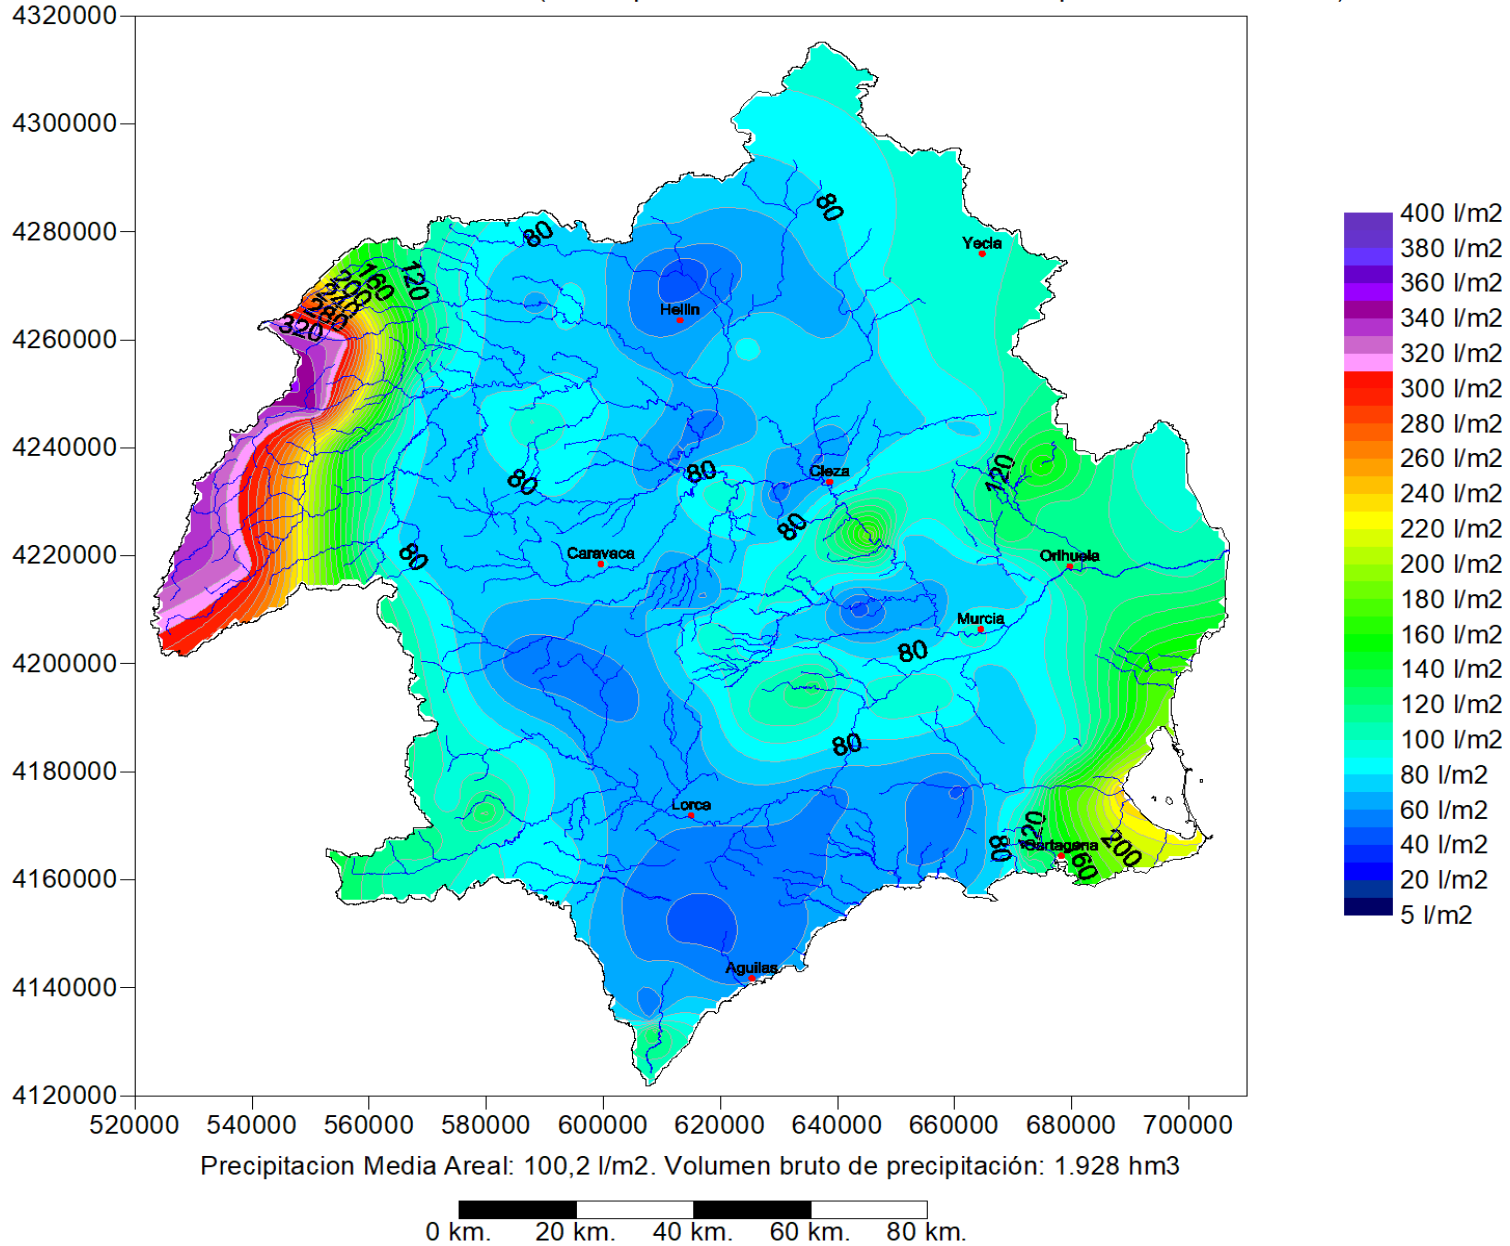 4320000
4300000
4280000
4260000
4240000
4220000
4200000
4180000
4160000
4140000
4120000
520000 540000 560000 580000 600000 620000 640000 660000 680000 700000
80
80
Yecla
120
160
200
240
280
320
Hellin
80
80
Cieza
120
80
80
Caravaca
Orihuela
Murcia
80
80
Lorca
80
120
Cartagena
160
200
Aguilas
400 l/m2
380 l/m2
360 l/m2
340 l/m2
320 l/m2
300 l/m2
280 l/m2
260 l/m2
240 l/m2
220 l/m2
200 l/m2
180 l/m2
160 l/m2
140 l/m2
120 l/m2
100 l/m2
80 l/m2
60 l/m2
40 l/m2
20 l/m2
5 l/m2
Precipitacion Media Areal: 100,2 l/m2. Volumen bruto de precipitación: 1.928 hm3
0 km. 20 km. 40 km. 60 km. 80 km.